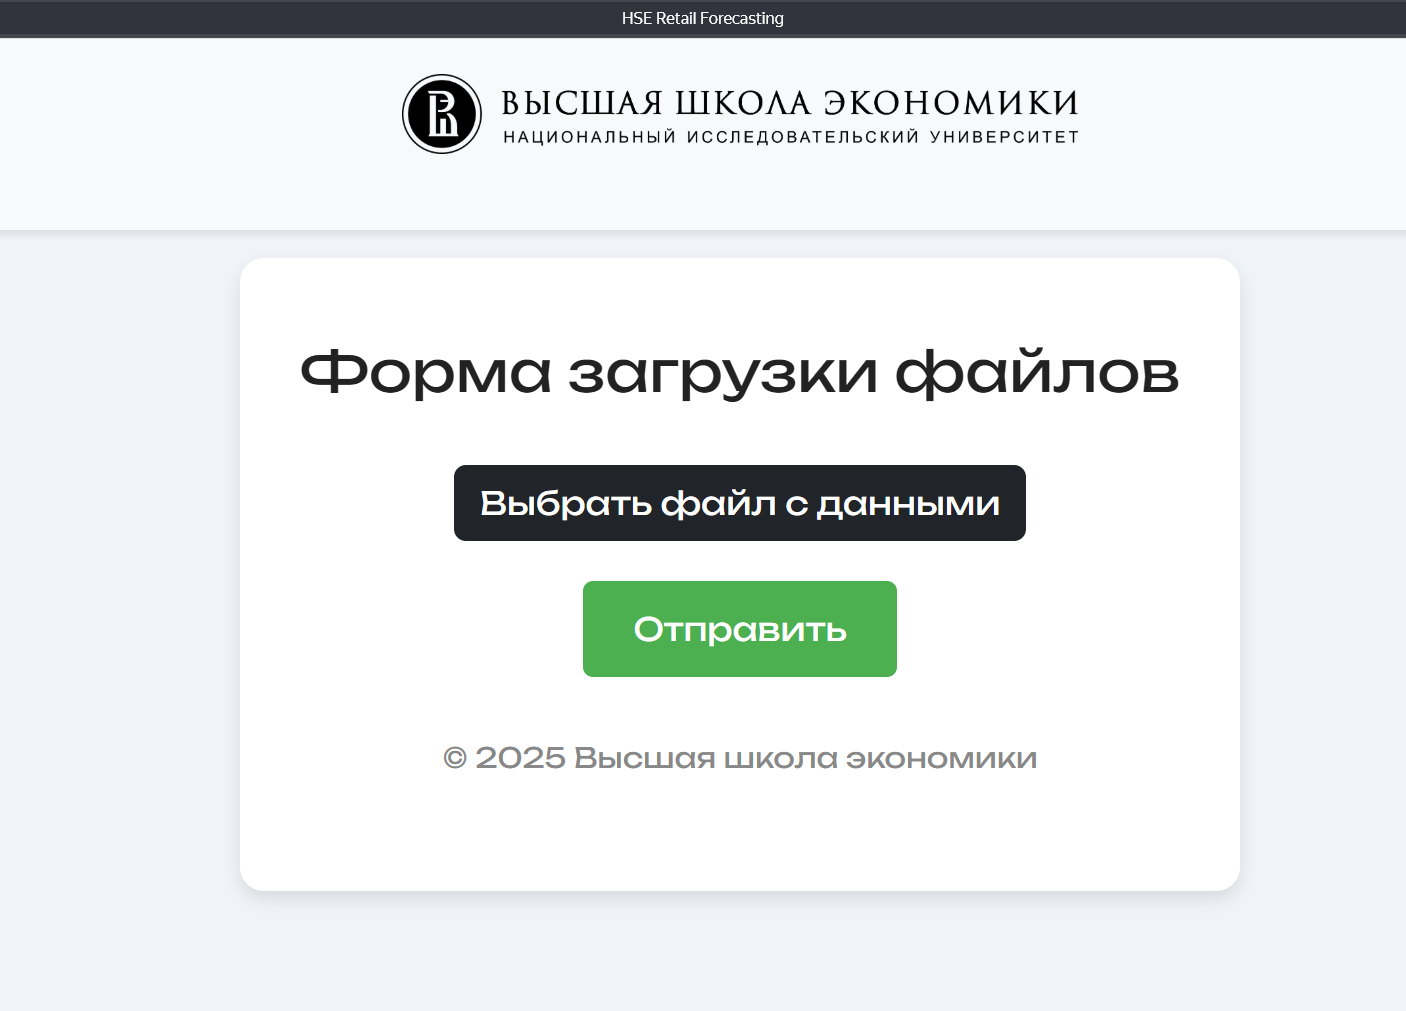 HSE Retail Forecasting
ВЫСШАЯ ШКОЛА ЭКОНОМИКИ
НАЦИОНАЛЬНЫЙ ИССЛЕДОВАТЕЛЬСКИЙ УНИВЕРСИТЕТ
Форма загрузки файлов
Выбрать файл с данными
Отправить
© 2025 Высшая школа экономики